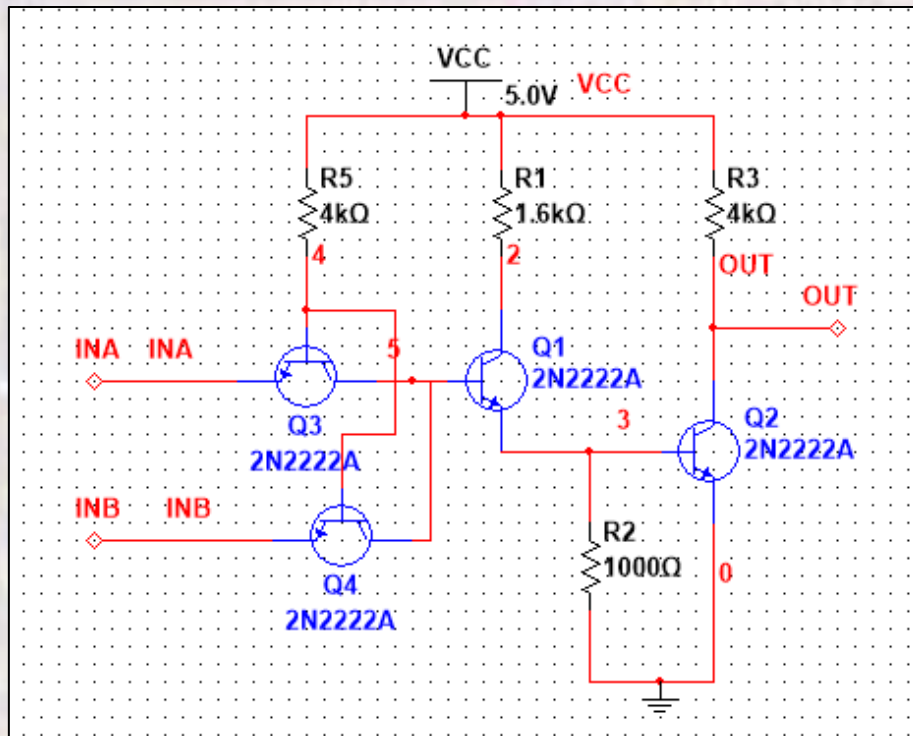 VCC
5.0V
VCC
R5
4kΩ
R1
1.6kΩ
R3
4kΩ
4
2
OUT
OUT
INA INA
5
Q1
2N2222A
Q3
2N2222A
3
Q2
2N2222A
INB INB
R2
1000Ω
0
Q4
2N2222A